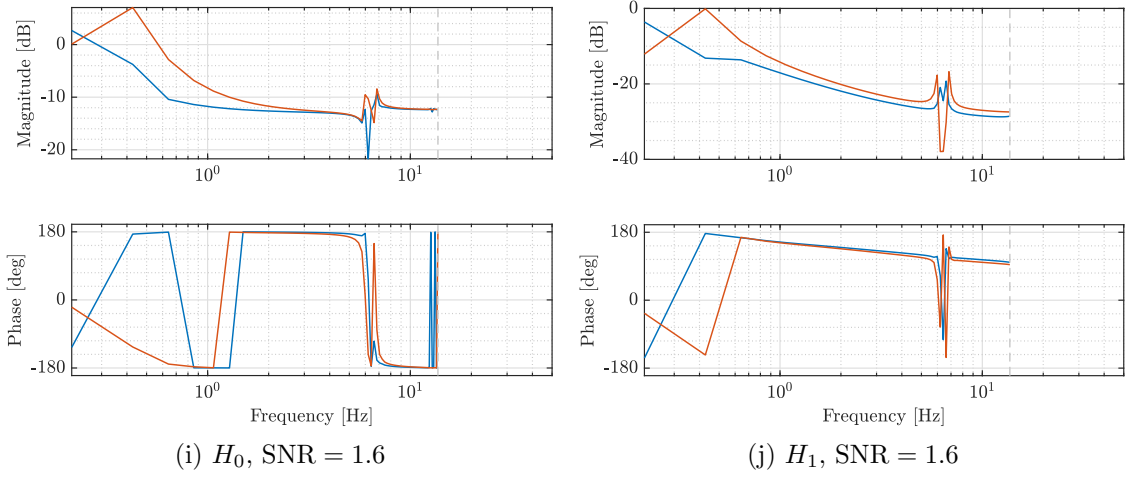 Magnitude [dB]
0
-10
-20
10^0
10^1
Magnitude [dB]
0
-20
-40
10^0
10^1
Phase [deg]
180
0
-180
10^0
10^1
Frequency [Hz]
Phase [deg]
180
0
-180
10^0
10^1
Frequency [Hz]
(i) H_0, SNR = 1.6
(j) H_1, SNR = 1.6